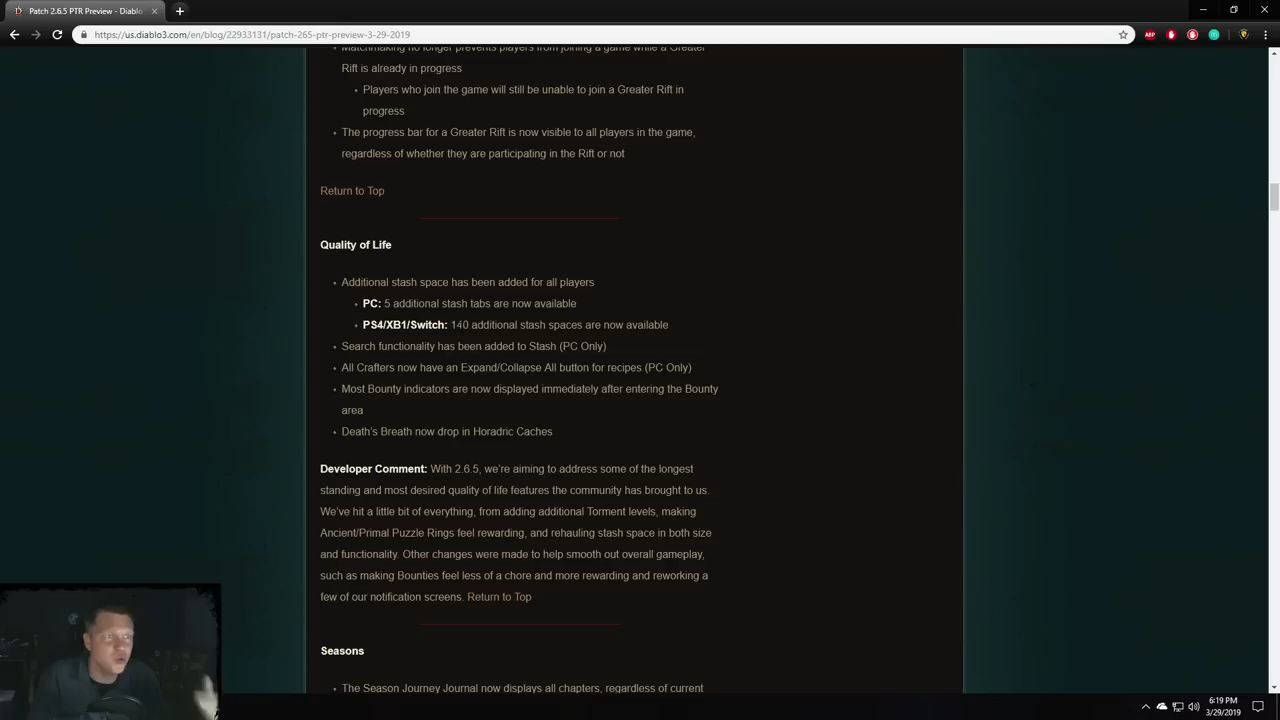 Patch 2.6.5 PTR Preview - Diablo
https://us.diablo3.com/en/blog/22933131/patch-265-ptr-preview-3-29-2019
ABP
Matchmaking no longer prevents players from joining a game while a Greater
Rift is already in progress
Players who join the game will still be unable to join a Greater Rift in
progress
The progress bar for a Greater Rift is now visible to all players in the game,
regardless of whether they are participating in the Rift or not
Return to Top
Quality of Life
Additional stash space has been added for all players
PC: 5 additional stash tabs are now available
PS4/XB1/Switch: 140 additional stash spaces are now available
Search functionality has been added to Stash (PC Only)
All Crafters now have an Expand/Collapse All button for recipes (PC Only)
Most Bounty indicators are now displayed immediately after entering the Bounty
area
Death's Breath now drop in Horadric Caches
Developer Comment: With 2.6.5, we're aiming to address some of the longest
standing and most desired quality of life features the community has brought to us.
We've hit a little bit of everything, from adding additional Torment levels, making
Ancient/Primal Puzzle Rings feel rewarding, and rehauling stash space in both size
and functionality. Other changes were made to help smooth out overall gameplay,
such as making Bounties feel less of a chore and more rewarding and reworking a
few of our notification screens. Return to Top
Seasons
The Season Journey Journal now displays all chapters, regardless of current
6:19 PM
3/29/2019